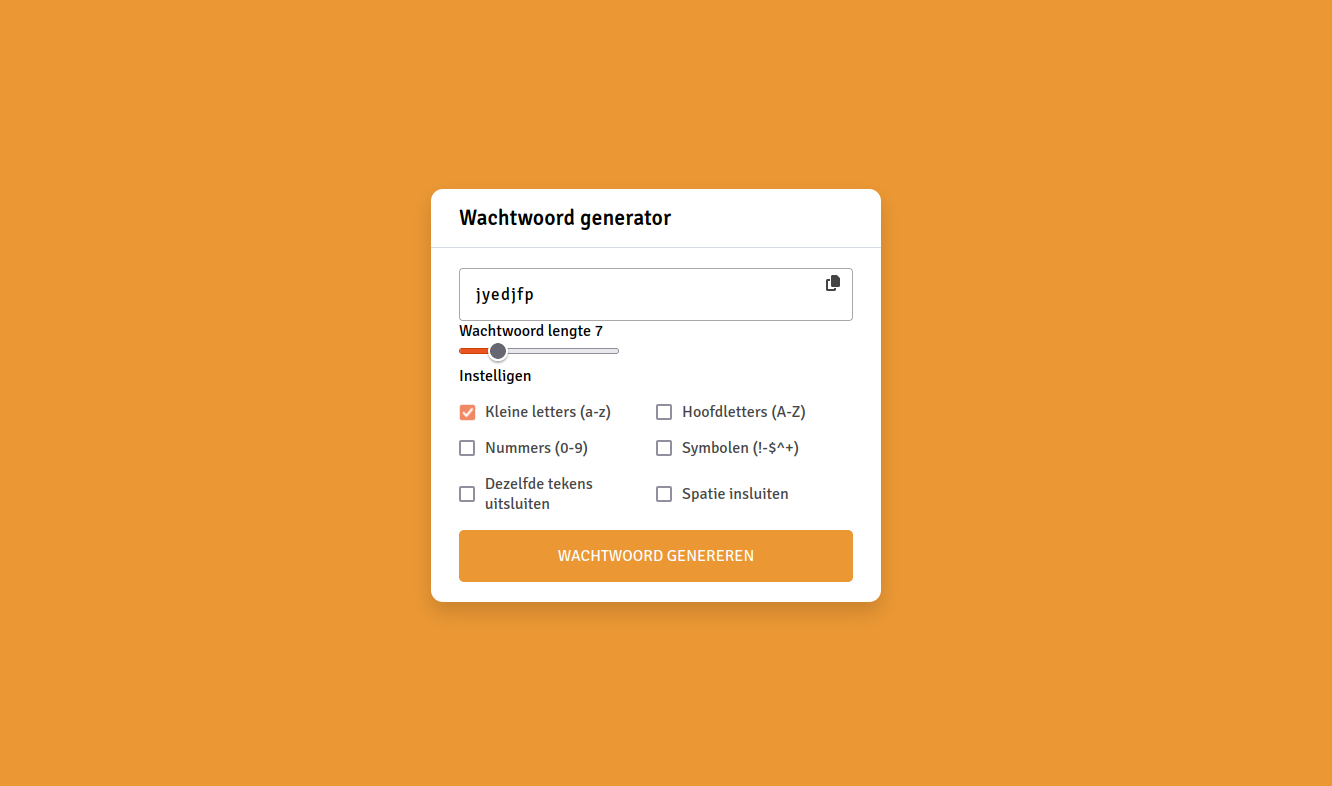 Wachtwoord generator
jyedjfp
Wachtwoord lengte 7
Instelligen
Kleine letters (a-z)
Hoofdletters (A-Z)
Nummers (0-9)
Symbolen (!-$^+)
Dezelfde tekens
uitsluiten
Spatie insluiten
WACHTWOORD GENEREREN